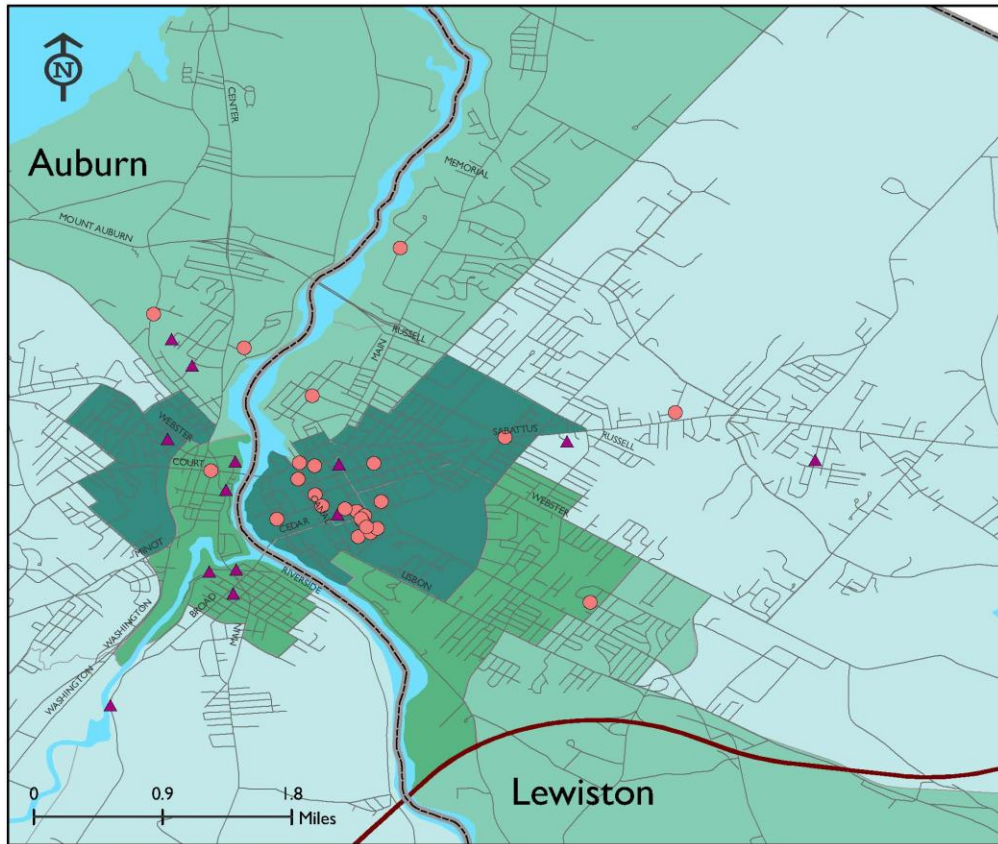 N
CENTER
Auburn
MEMORIAL
MOUNT AUBURN
RUSSELL
MAIN
WEBSTER
SABATTUS
RUSSELL
COURT
WEBSTER
CANAL
CEDAR
MINOT
LISBON
RIVERSIDE
BROAD
WASHINGTON
MAIN
WASHINGTON
0 0.9 1.8
Miles
Lewiston